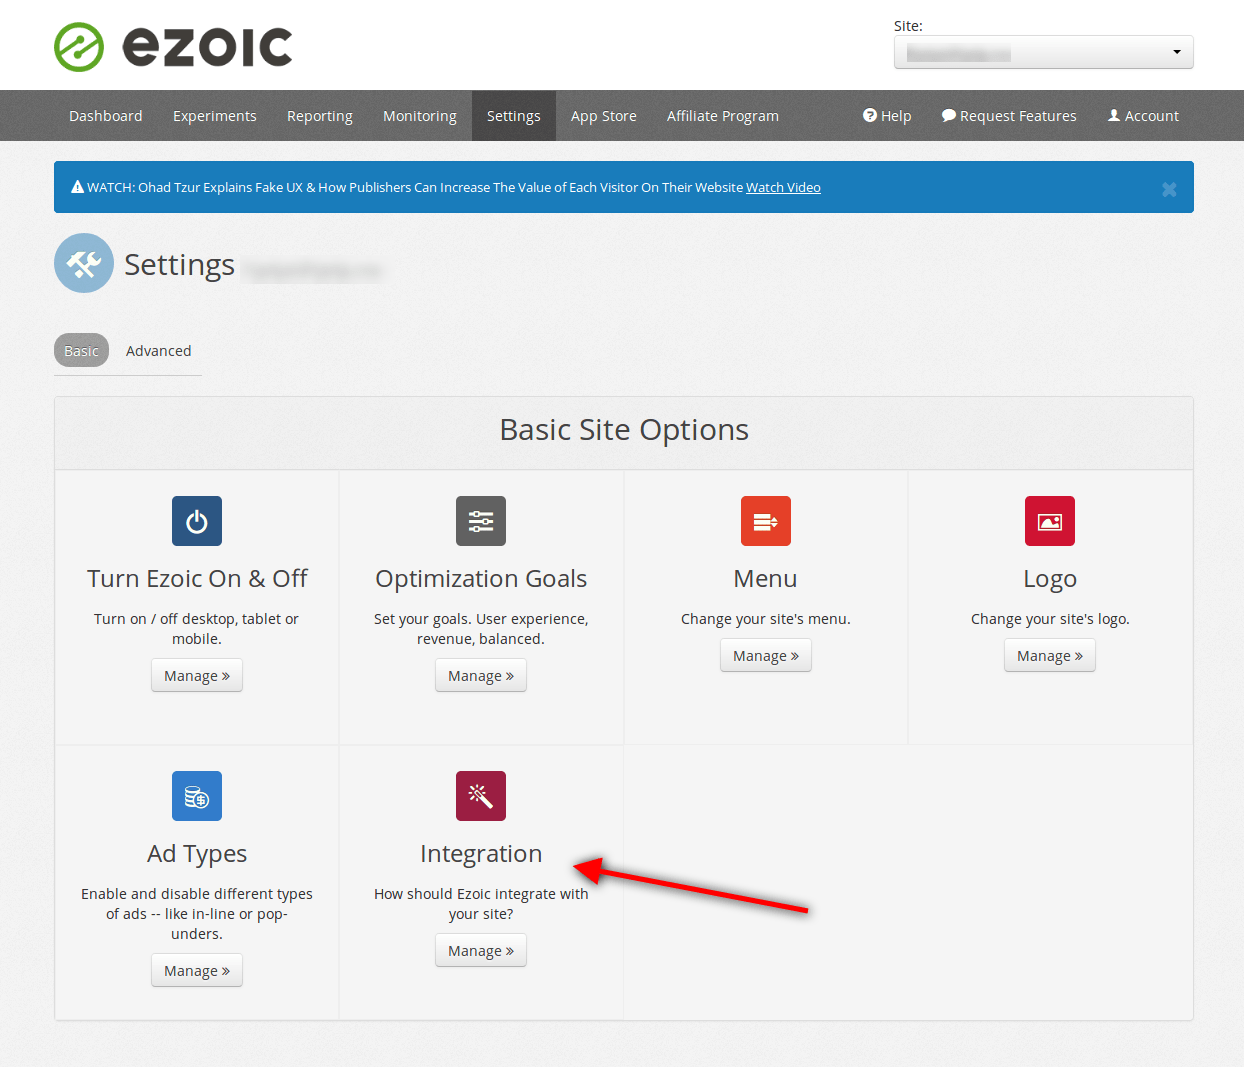 ezoic
Site:
Dashboard Experiments Reporting Monitoring Settings App Store Affiliate Program Help Request Features Account
WATCH: Ohad Tzur Explains Fake UX & How Publishers Can Increase The Value of Each Visitor On Their Website Watch Video
Settings
Basic Advanced
Basic Site Options
Turn Ezoic On & Off
Turn on / off desktop, tablet or
mobile.
Manage »
Optimization Goals
Set your goals. User experience,
revenue, balanced.
Manage »
Menu
Change your site's menu.
Manage »
Logo
Change your site's logo.
Manage »
Ad Types
Enable and disable different types
of ads -- like in-line or pop-
unders.
Manage »
Integration
How should Ezoic integrate with
your site?
Manage »